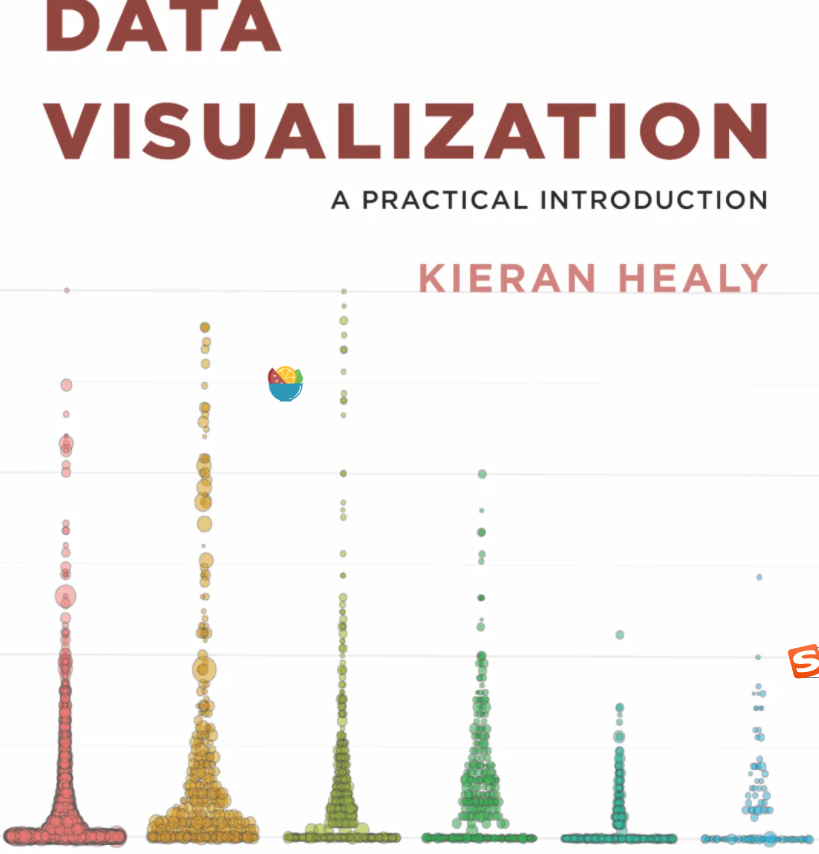 DATA
VISUALIZATION
A PRACTICAL INTRODUCTION
KIERAN HEALY
S